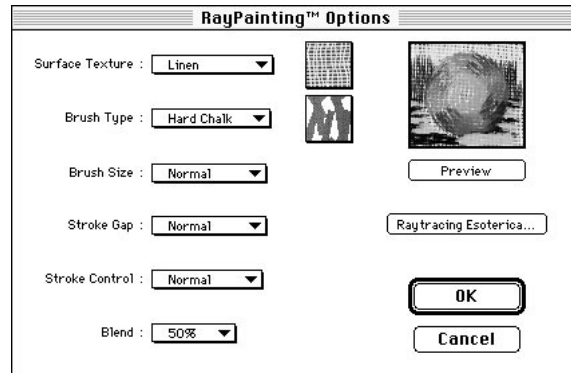 RayPainting™ Options
Surface Texture : Linen
Brush Type : Hard Chalk
Brush Size : Normal
Preview
Stroke Gap : Normal
Raytracing Esoterica...
Stroke Control : Normal
OK
Blend : 50%
Cancel